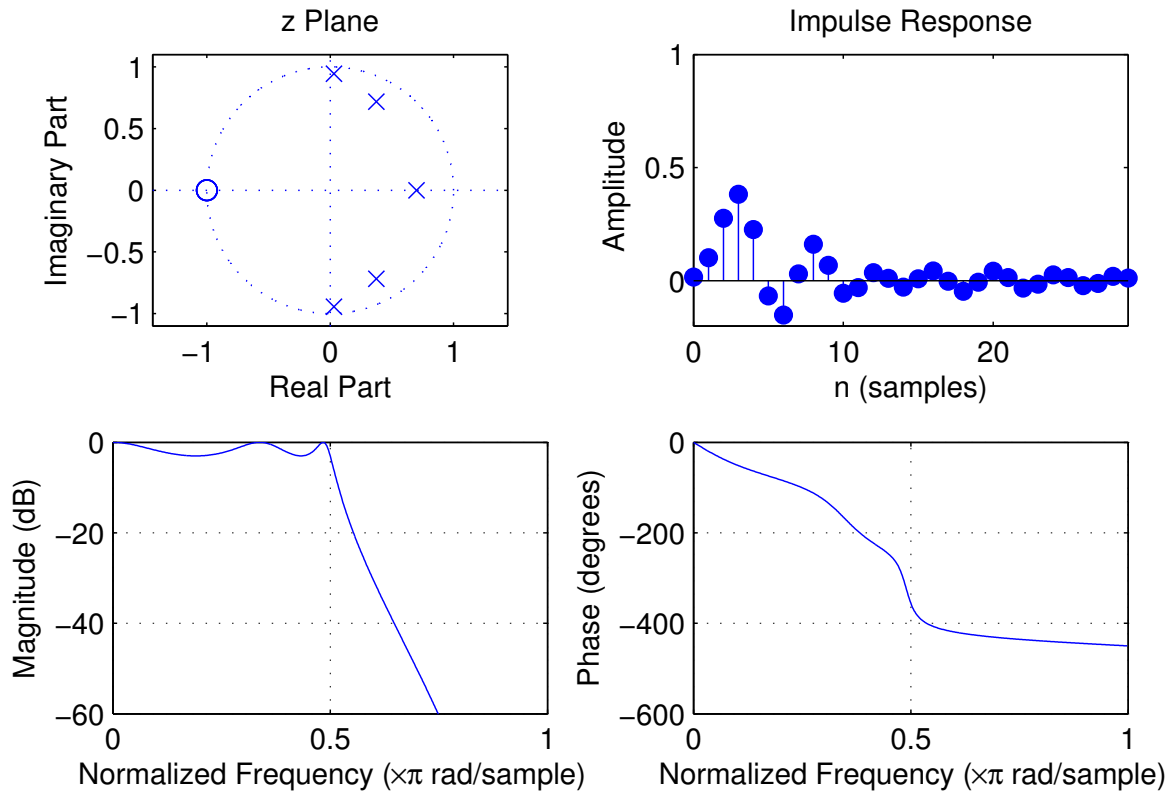 z Plane
Imaginary Part
1
0.5
0
−0.5
−1
−1 0 1
Real Part
Impulse Response
Amplitude
1
0.5
0
0 10 20
n (samples)
Magnitude (dB)
0
−20
−40
−60
0 0.5 1
Normalized Frequency (×π rad/sample)
Phase (degrees)
0
−200
−400
−600
0 0.5 1
Normalized Frequency (×π rad/sample)